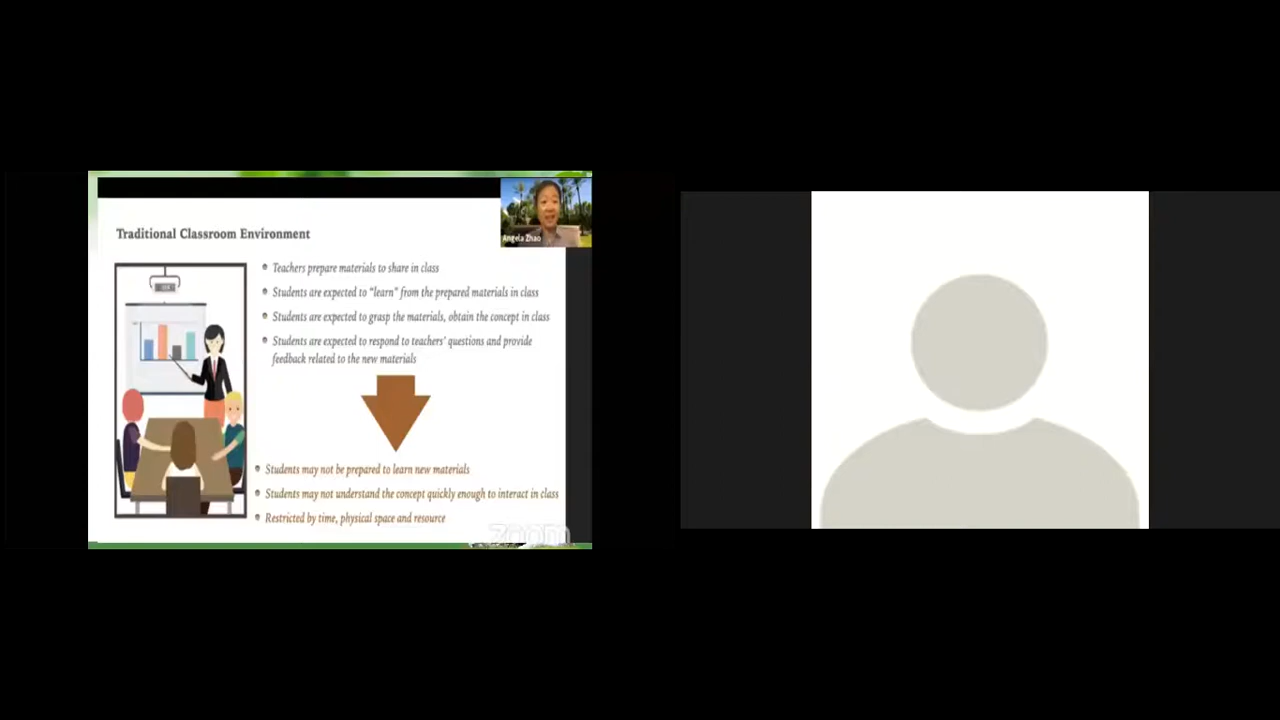 Angela Zhao
Traditional Classroom Environment
Teachers prepare materials to share in class
Students are expected to “learn” from the prepared materials in class
Students are expected to grasp the materials, obtain the concept in class
Students are expected to respond to teachers' questions and provide
feedback related to the new materials
Students may not be prepared to learn new materials
Students may not understand the concept quickly enough to interact in class
Restricted by time, physical space and resource
zoom